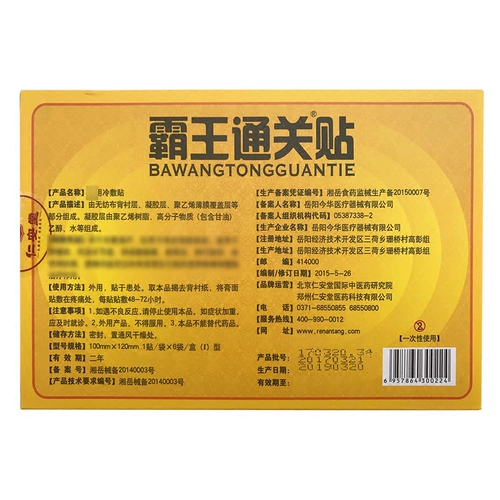 霸王通关贴®
BAWANGTONGGUANTIE
【产品名称】 用冷敷贴
【产品描述】由无纺布背衬层、凝胶层、聚乙烯薄膜覆盖层等
部分组成。凝胶层由聚乙烯树脂、高分子物质（包含甘油）
乙醇，水等组成。
【使用方法】外用，贴于患处。取本品揭去背衬纸，将膏面
贴敷在疼痛处，每贴贴敷48~72小时。
【注意事项】1.如遇不良反应，请停止使用本品，如症状加重，
应及时就诊。2.外用产品，不得服用。3.本品不能替代药品。
【储存方法】密封，置通风干燥处。
【型号规格】100mm×120mm 1贴/袋×6袋/盒（I）型
【有 效 期】二年
【备 案 号】湘岳械备20140003号
【产品技术要求编号】湘岳械备20140003号
【生产备案凭证编号】湘岳食药监械生产备20150007号
【备案人名称】岳阳今华医疗器械有限公司
【备案人组织机构代码】05387338-2
【生产企业名称】岳阳今华医疗器械有限公司
【注册地址】岳阳经济技术开发区三荷乡珊桥村高彭组
【生产地址】岳阳经济技术开发区三荷乡珊桥村高彭组
【邮 编】414000
【编制/修订日期】2015-5-26
【品牌运营】北京仁安堂国际中医药研究院
郑州仁安堂医药科技有限公司
【电 话】0371-68550855 68550800
【服务热线】400-990-0012
【网 址】www.renantang.com
产品批号： 170320.34
生产日期： 20170321
有效期至： 20190320
②
【一次性使用】
6 957864 300224